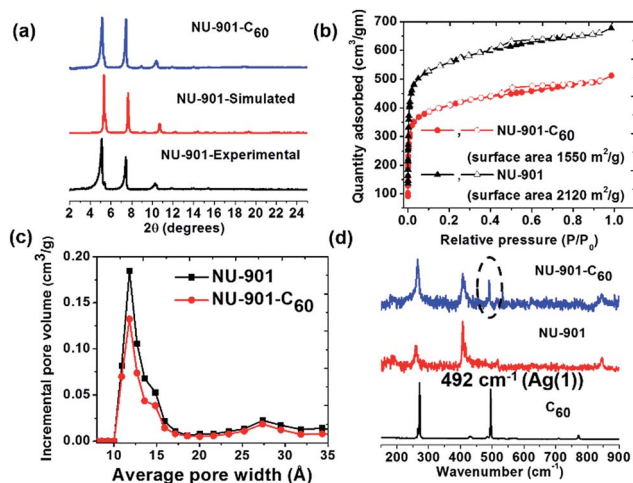 (a)
NU-901-C60
NU-901-Simulated
NU-901-Experimental
2 4 6 8 10 12 14 16 18 20 22 24
2θ (degrees)
(b)
Quantity adsorbed (cm3/gm)
700
600
500
400
300
200
100
, NU-901-C60
(surface area 1550 m2/g)
, NU-901
(surface area 2120 m2/g)
0.0 0.2 0.4 0.6 0.8 1.0
Relative pressure (P/P0)
(c)
Incremental pore volume (cm3/g)
0.20
0.15
0.10
0.05
0.00
NU-901
NU-901-C60
10 15 20 25 30 35
Average pore width (Å)
(d)
NU-901-C60
NU-901
492 cm-1 (Ag(1))
C60
200 300 400 500 600 700 800 900
Wavenumber (cm-1)